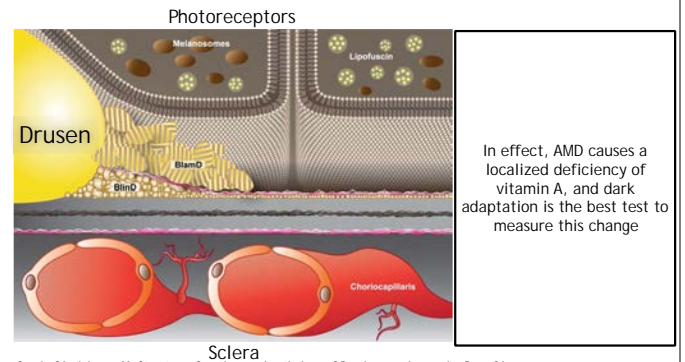 Photoreceptors
Melanosomes
Lipofuscin
Drusen
BlamD
BlinD
Choriocapillaris
In effect, AMD causes a
localized deficiency of
vitamin A, and dark
adaptation is the best test to
measure this change
Sclera